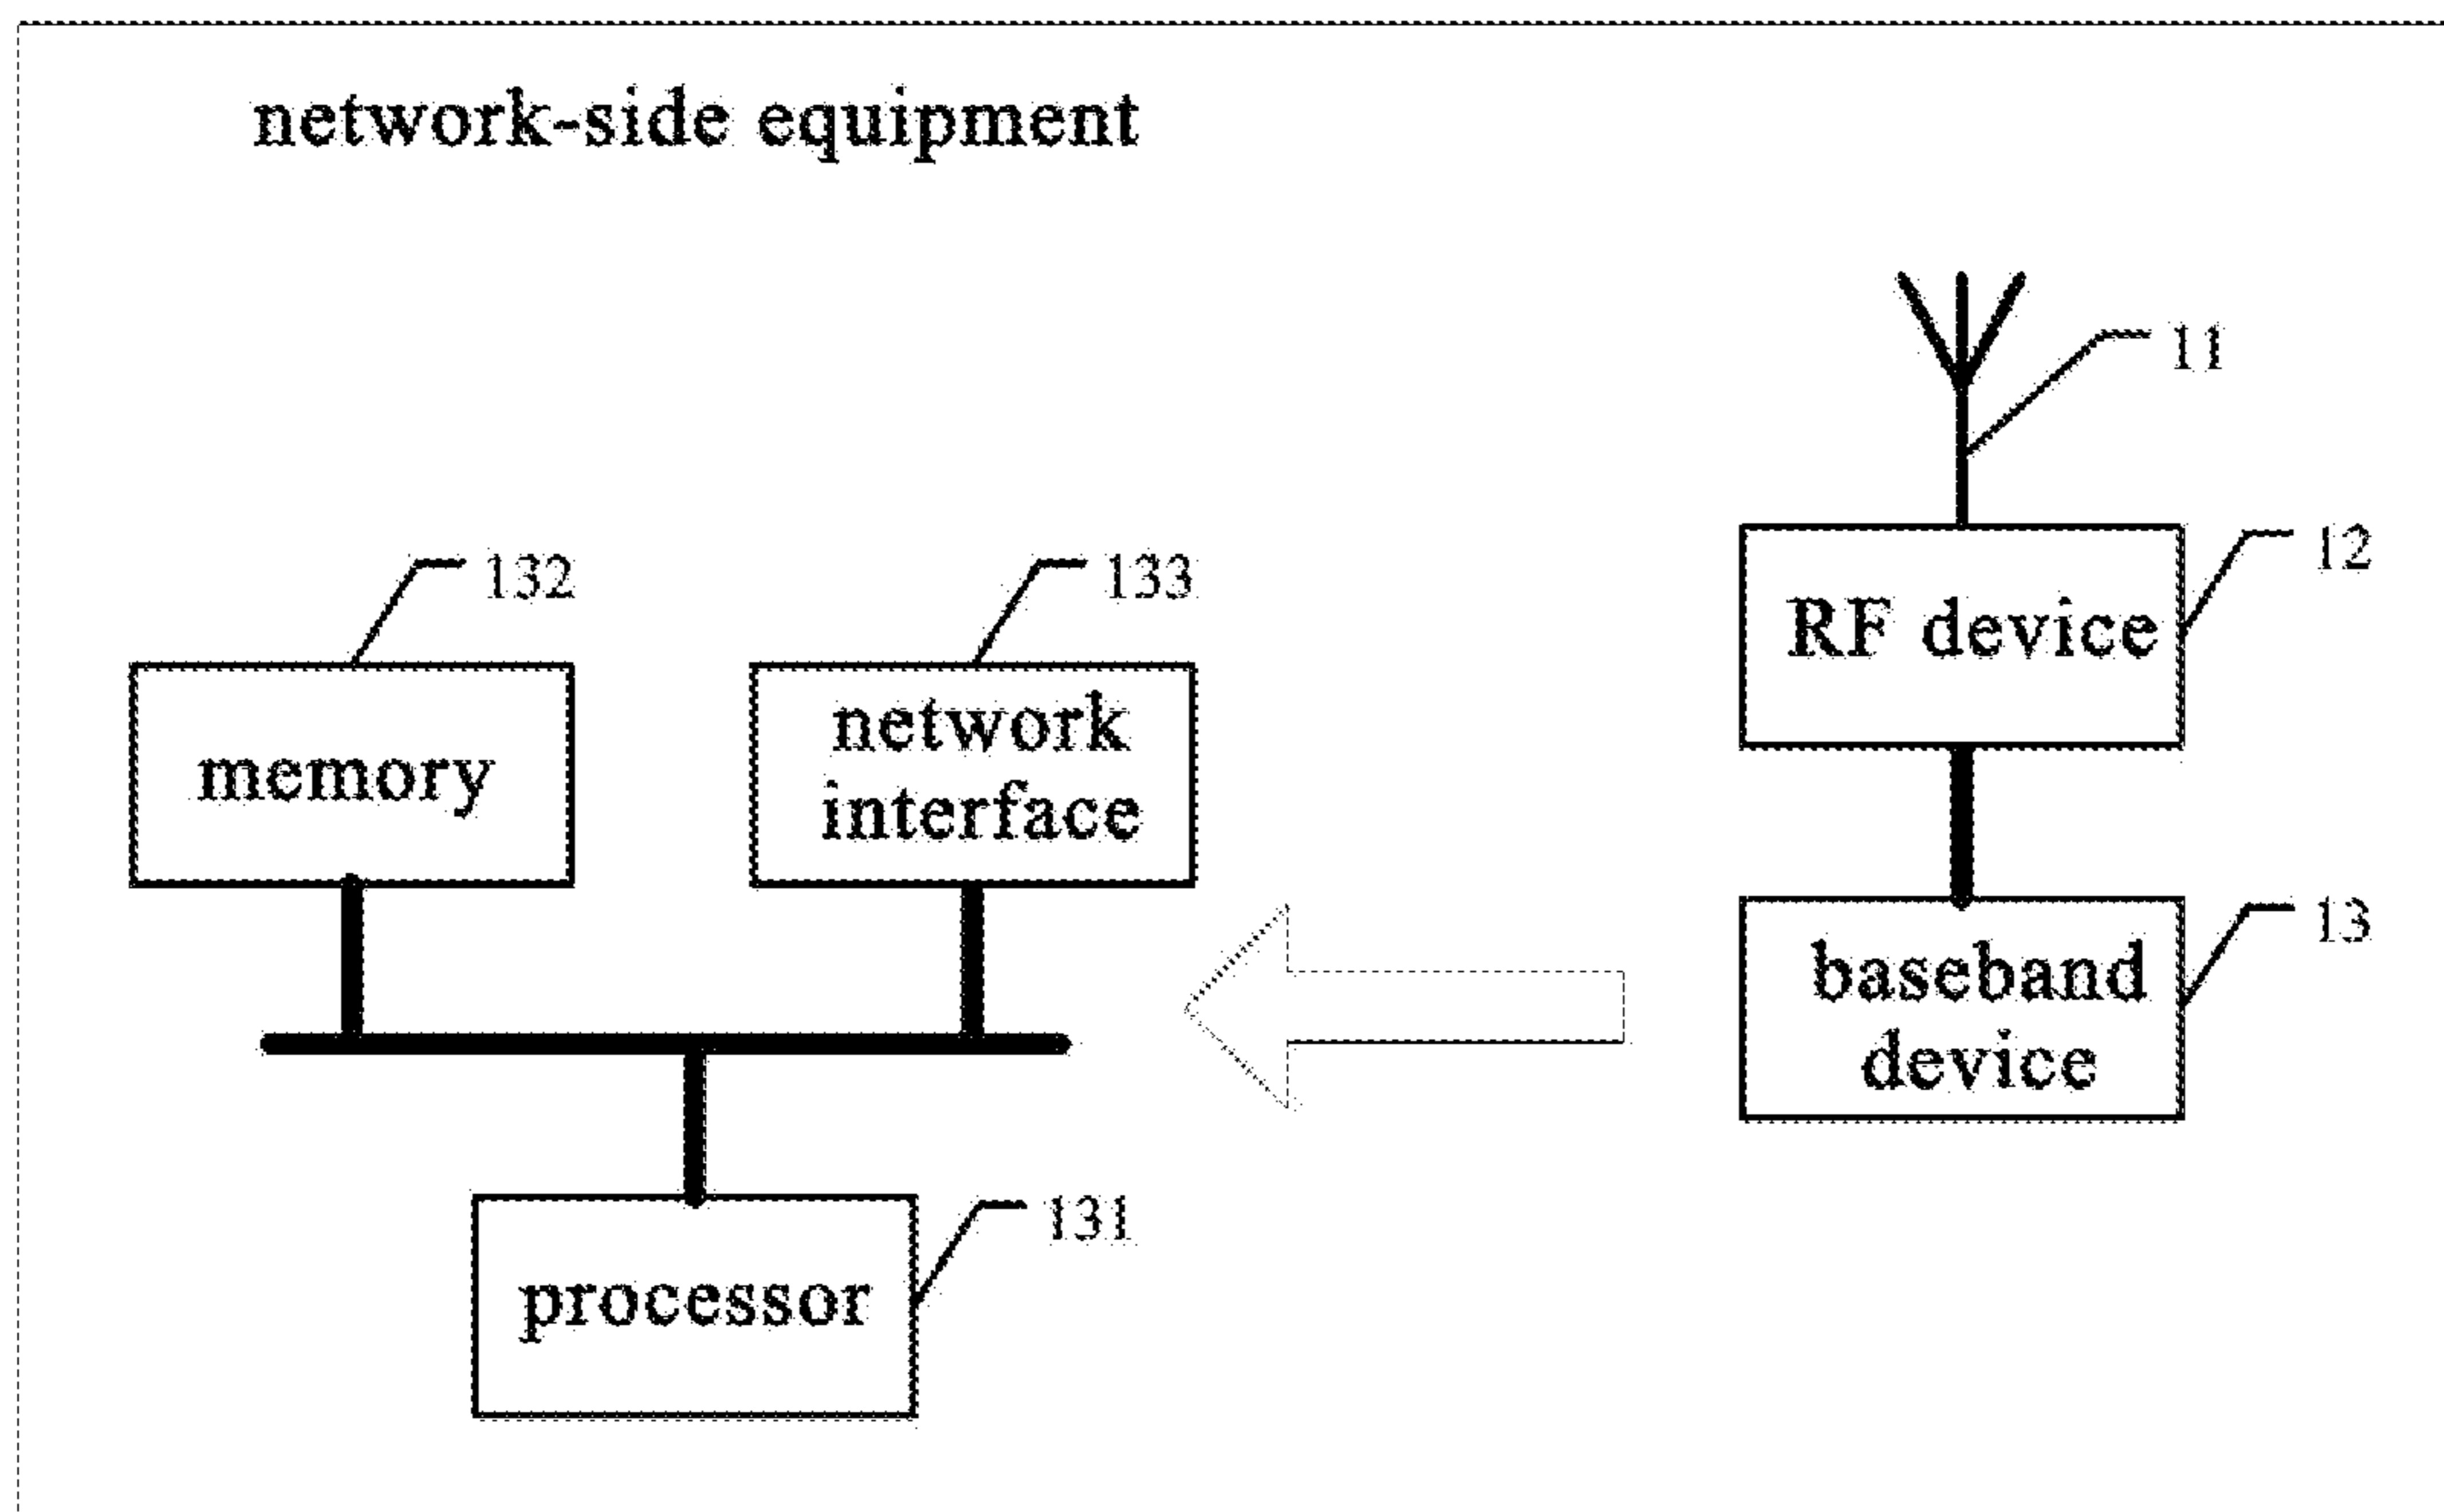 network-side equipment
11
12
RF device
132
133
memory
network
interface
13
baseband
device
131
processor